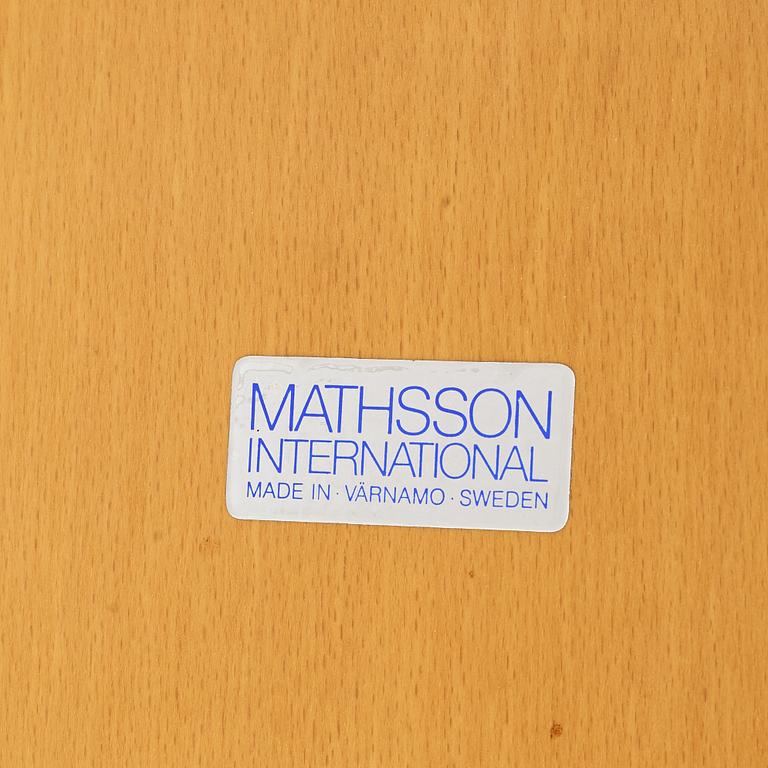 MATHSSON
INTERNATIONAL
MADE IN · VÄRNAMO · SWEDEN